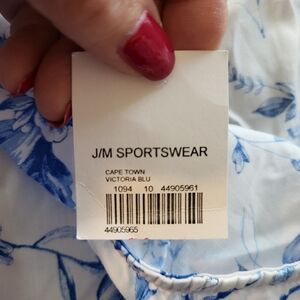 J/M SPORTSWEAR
CAPE TOWN
VICTORIA BLU
1094 10 44905961
44905965